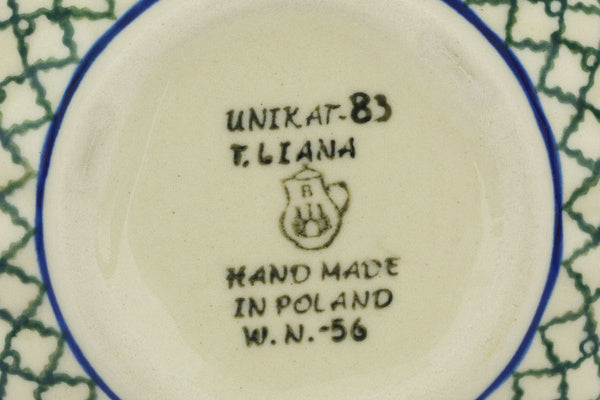 UNIKAT-83
T. LIANA
B
HAND MADE
IN POLAND
W.N.-56